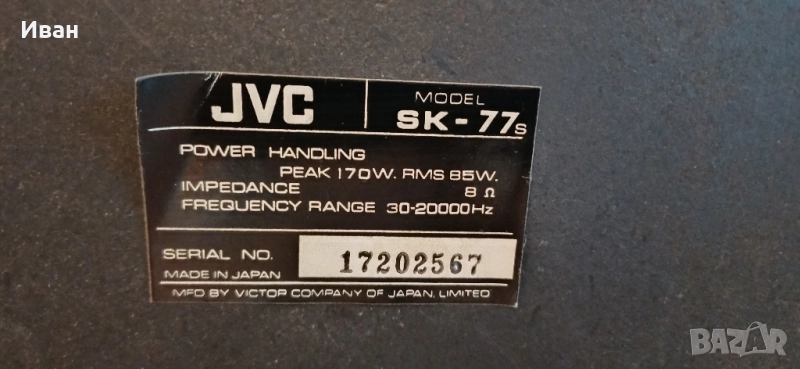 Иван
JVC
MODEL
SK-77s
POWER HANDLING
PEAK 170W. RMS 85W.
IMPEDANCE 8 Ω
FREQUENCY RANGE 30-20000Hz
SERIAL NO. 17202567
MADE IN JAPAN
MFD BY VICTOR COMPANY OF JAPAN, LIMITED
BAZAR